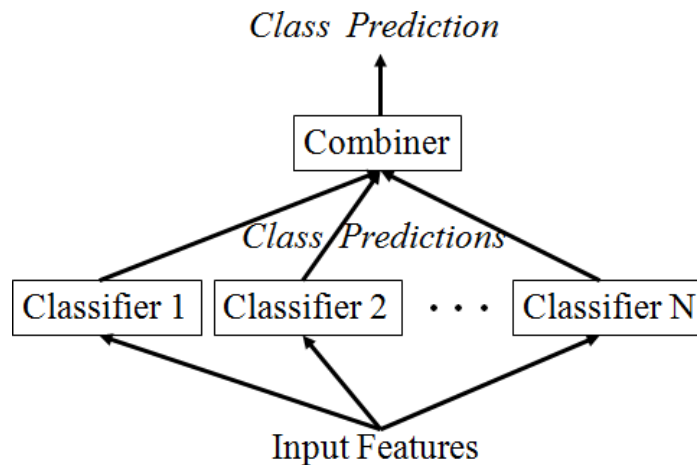 Class Prediction
Combiner
Class Predictions
Classifier 1
Classifier 2
. . .
Classifier N
Input Features